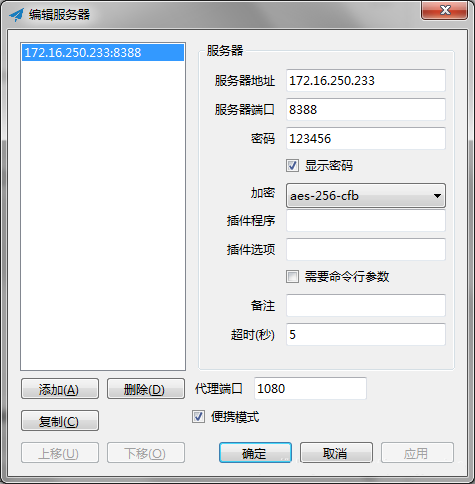 编辑服务器
172.16.250.233:8388
服务器
服务器地址 172.16.250.233
服务器端口 8388
密码 123456
显示密码
加密 aes-256-cfb
插件程序
插件选项
需要命令行参数
备注
超时(秒) 5
添加(A) 删除(D) 代理端口 1080
复制(C) 便携模式
上移(U) 下移(O) 确定 取消 应用